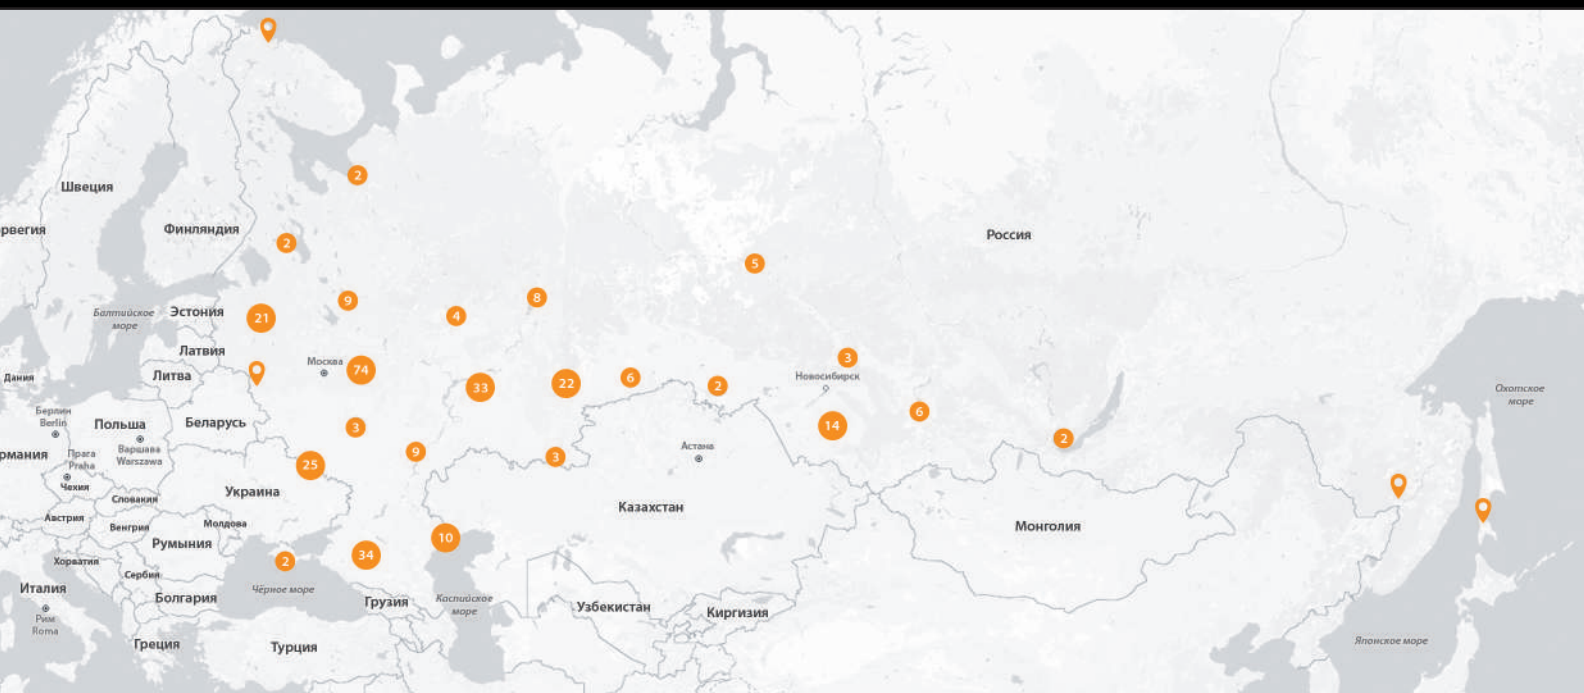 2
Швеция
рвегия
Финляндия
2
Россия
5
8
9
Балтийское
море
Эстония
21
4
Латвия
3
Москва
74
Дания
Литва
33
22
6
2
Новосибирск
Охотское
море
Берлин
Berlin
Польша
Беларусь
3
14
6
Варшава
Warszawa
2
Астана
рмания
Прага
Praha
25
9
3
Чехия
Украина
Словакия
Казахстан
Австрия
Венгрия
Молдова
Монголия
Румыния
10
34
2
Хорватия
Сербия
Италия
Чёрное море
Болгария
Грузия
Каспийское
море
Узбекистан
Киргизия
Рим
Roma
Греция
Турция
Японское море